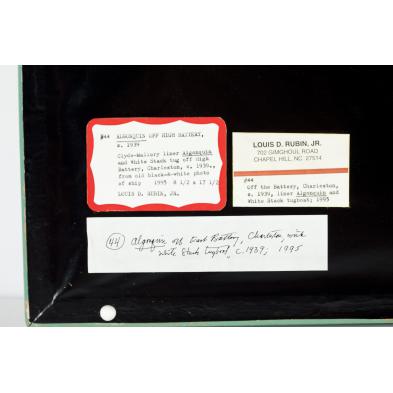 #44 ALGONQUIN OFF HIGH BATTERY,
c. 1939
Clyde-Mallory liner Algonquin
and White Stack tug off High
Battery, Charleston, c. 1939.,
from old black-&-white photo
of ship 1995 8 1/2 x 17 1/2
LOUIS D. RUBIN, JR.
LOUIS D. RUBIN, JR.
702 GIMGHOUL ROAD
CHAPEL HILL, NC 27514
#44
Off the Battery, Charleston,
c. 1939, liner Algonquin and
White Stack tugboat; 1995
(44) Algonquin off East Battery, Charleston, with
White Stack tugboat, c. 1939; 1995